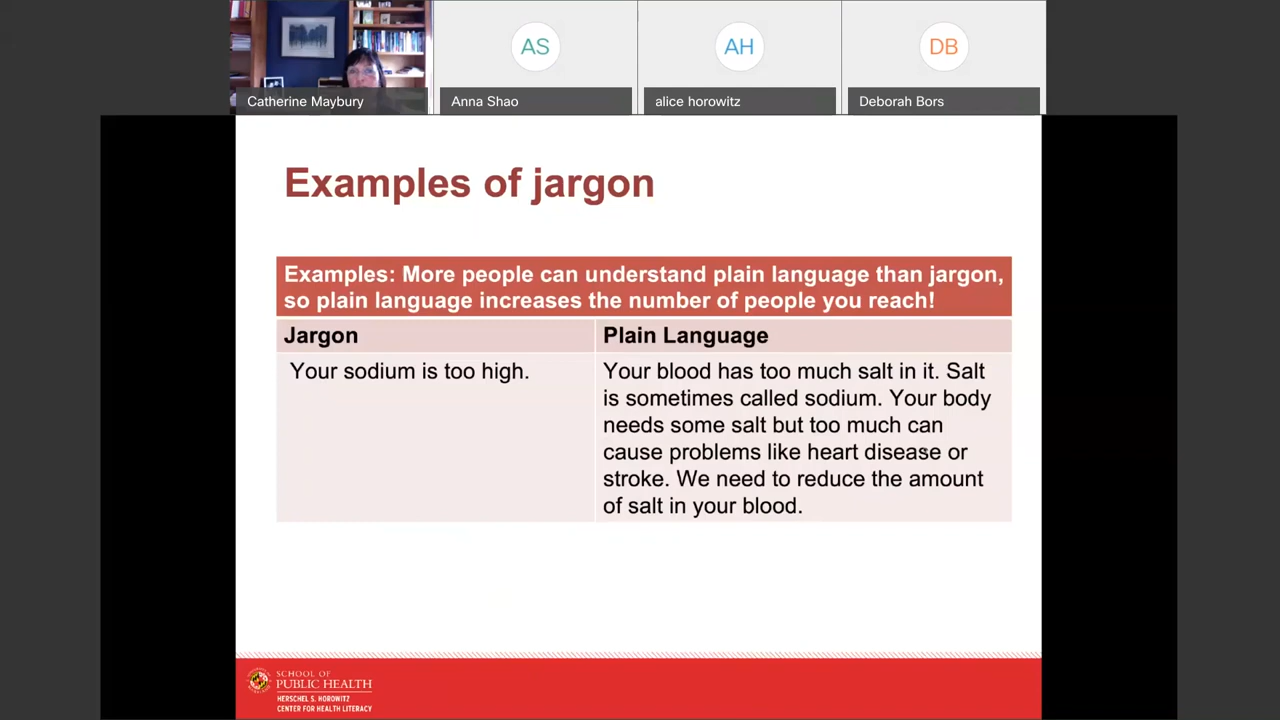 AS
AH
DB
Catherine Maybury
Anna Shao
alice horowitz
Deborah Bors
Examples of jargon
Examples: More people can understand plain language than jargon,
so plain language increases the number of people you reach!
Jargon
Plain Language
Your sodium is too high.
Your blood has too much salt in it. Salt
is sometimes called sodium. Your body
needs some salt but too much can
cause problems like heart disease or
stroke. We need to reduce the amount
of salt in your blood.
SCHOOL OF
PUBLIC HEALTH
HERSCHEL S. HOROWITZ
CENTER FOR HEALTH LITERACY